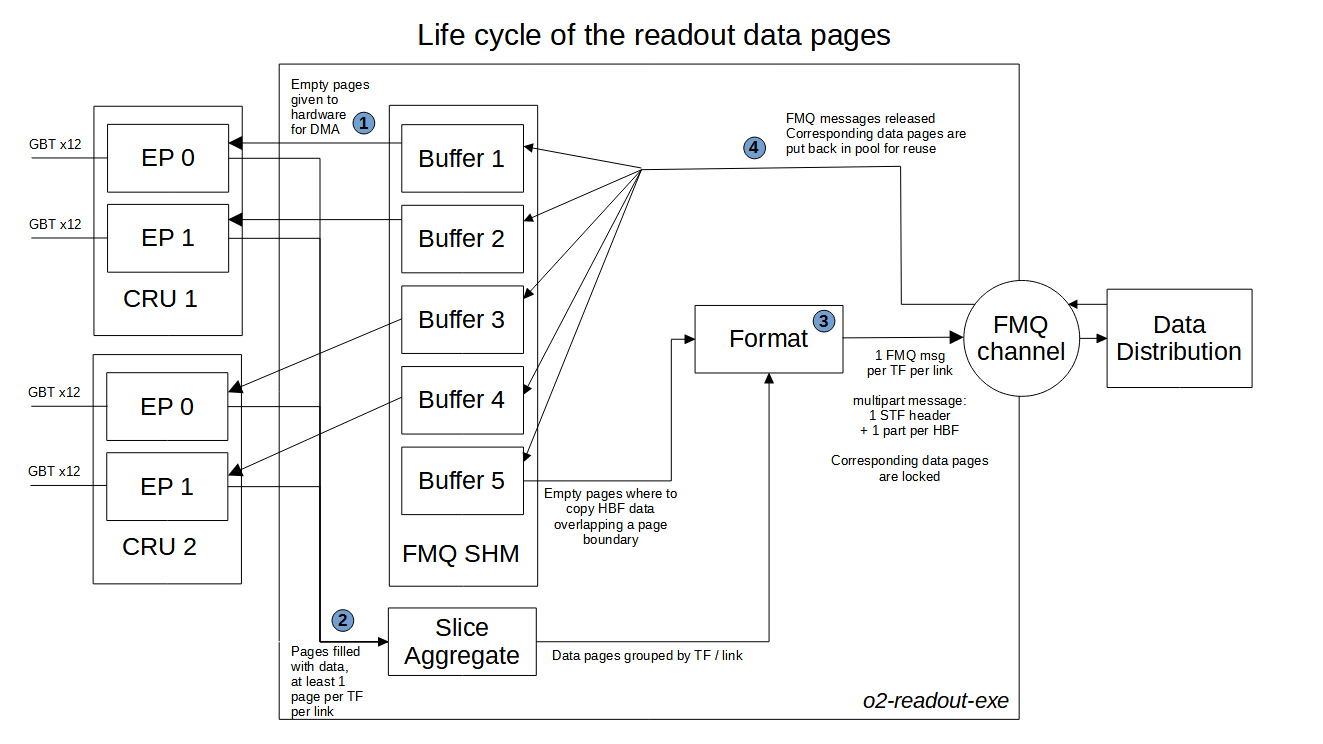 Life cycle of the readout data pages
Empty pages
given to
hardware
for DMA
1
FMQ messages released
Corresponding data pages are
put back in pool for reuse
4
GBT x12
EP 0
GBT x12
EP 1
CRU 1
GBT x12
EP 0
GBT x12
EP 1
CRU 2
Buffer 1
Buffer 2
Buffer 3
Buffer 4
Buffer 5
FMQ SHM
Empty pages where to
copy HBF data
overlapping a page
boundary
Format
3
1 FMQ msg
per TF per link
multipart message:
1 STF header
+ 1 part per HBF
Corresponding data pages
are locked
FMQ
channel
Data
Distribution
2
Pages filled
with data,
at least 1
page per TF
per link
Slice
Aggregate
Data pages grouped by TF / link
o2-readout-exe